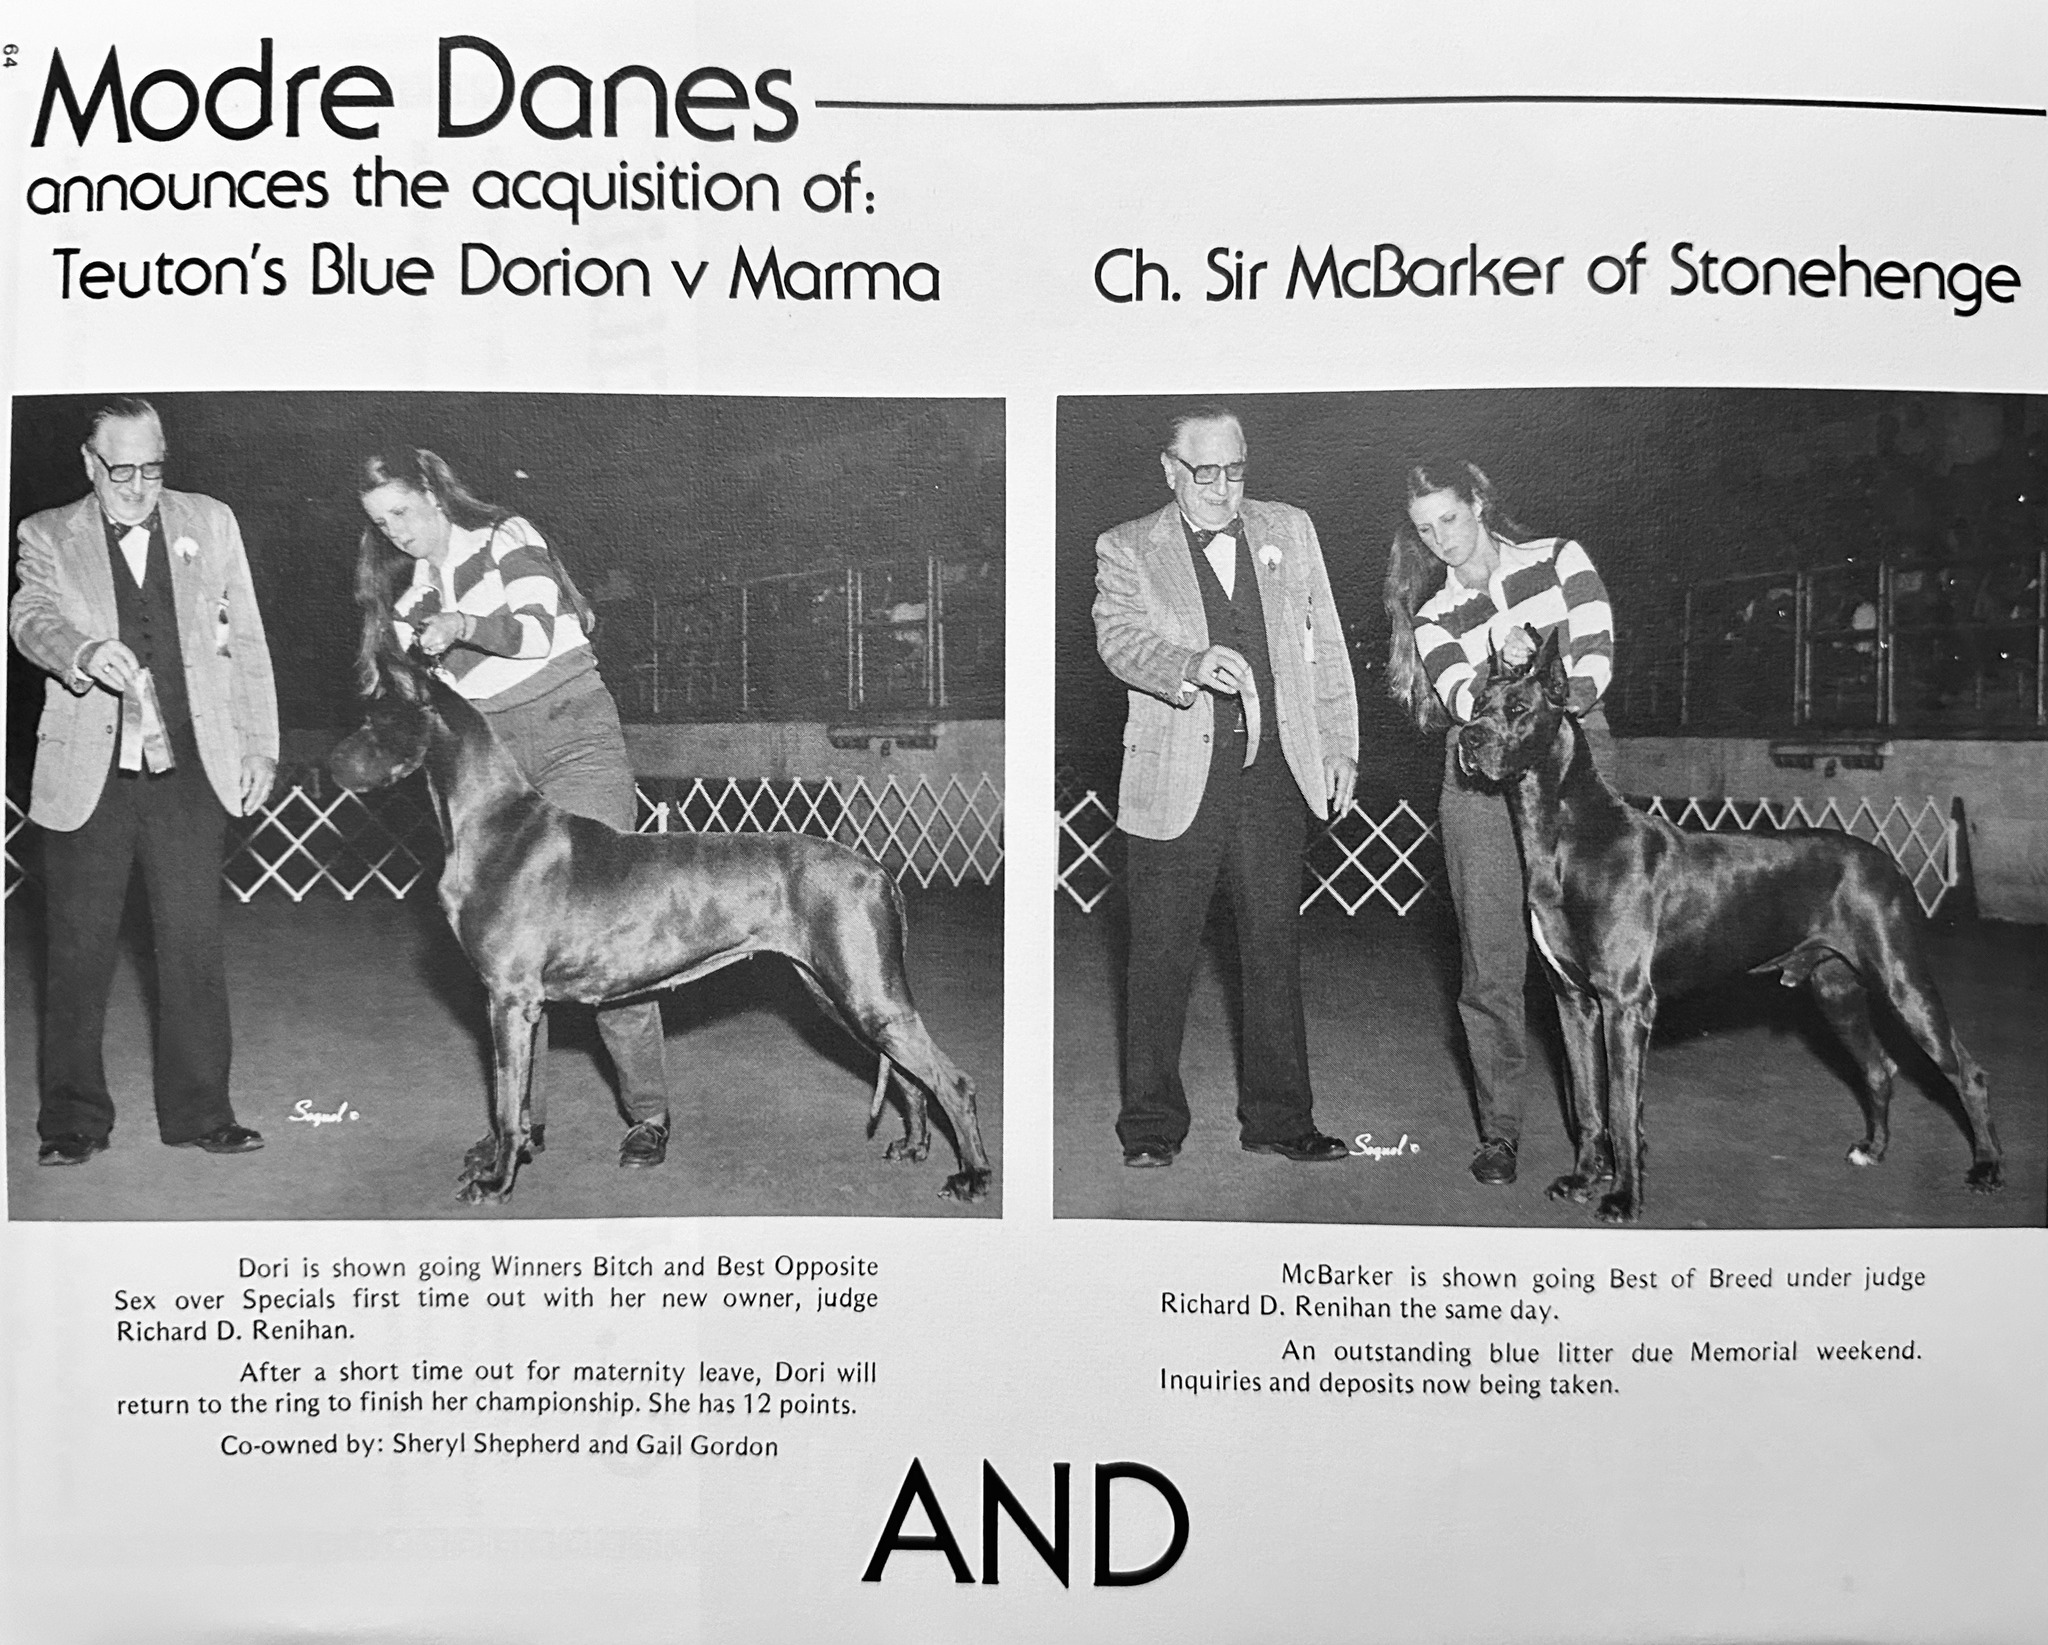 64
Modre Danes
announces the acquisition of:
Teuton's Blue Dorion v Marma
Ch. Sir McBarker of Stonehenge
Soquel ©
Soquel ©
Dori is shown going Winners Bitch and Best Opposite
Sex over Specials first time out with her new owner, judge
Richard D. Renihan.
After a short time out for maternity leave, Dori will
return to the ring to finish her championship. She has 12 points.
Co-owned by: Sheryl Shepherd and Gail Gordon
McBarker is shown going Best of Breed under judge
Richard D. Renihan the same day.
An outstanding blue litter due Memorial weekend.
Inquiries and deposits now being taken.
AND